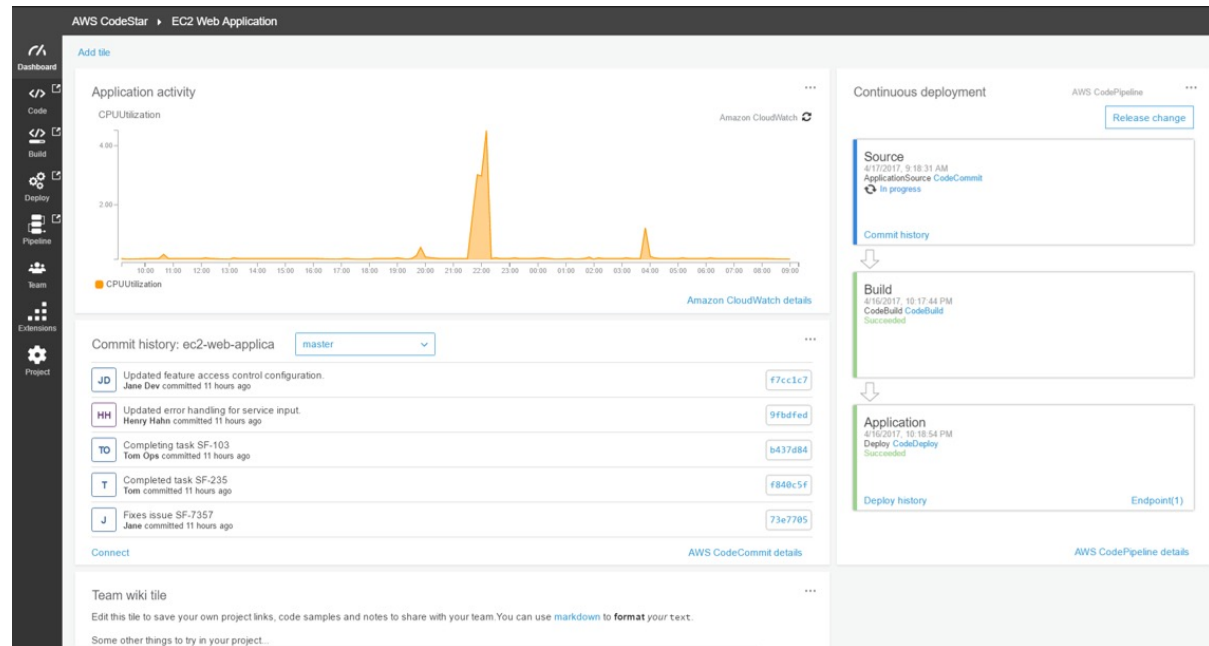 AWS CodeStar ▸ EC2 Web Application
Dashboard
Code
Build
Deploy
Pipeline
Team
Extensions
Project
Add tile
Application activity
CPUUtilization
Amazon CloudWatch
4.00
2.00
10:00 11:00 12:00 13:00 14:00 15:00 16:00 17:00 18:00 19:00 20:00 21:00 22:00 23:00 00:00 01:00 02:00 03:00 04:00 05:00 06:00 07:00 08:00 09:00
CPUUtilization
Amazon CloudWatch details
Commit history: ec2-web-applica master
JD Updated feature access control configuration.
Jane Dev committed 11 hours ago
f7cc1c7
HH Updated error handling for service input.
Henry Hahn committed 11 hours ago
9fbdfed
TO Completing task SF-103
Tom Ops committed 11 hours ago
b437d84
T Completed task SF-235
Tom committed 11 hours ago
f840c5f
J Fixes issue SF-7357
Jane committed 11 hours ago
73e7705
Connect
AWS CodeCommit details
Team wiki tile
Edit this tile to save your own project links, code samples and notes to share with your team.You can use markdown to format your text.
Some other things to try in your project...
Continuous deployment
AWS CodePipeline
Release change
Source
4/17/2017, 9:18:31 AM
ApplicationSource CodeCommit
In progress
Commit history
Build
4/16/2017, 10:17:44 PM
CodeBuild CodeBuild
Succeeded
Application
4/16/2017, 10:18:54 PM
Deploy CodeDeploy
Succeeded
Deploy history
Endpoint(1)
AWS CodePipeline details